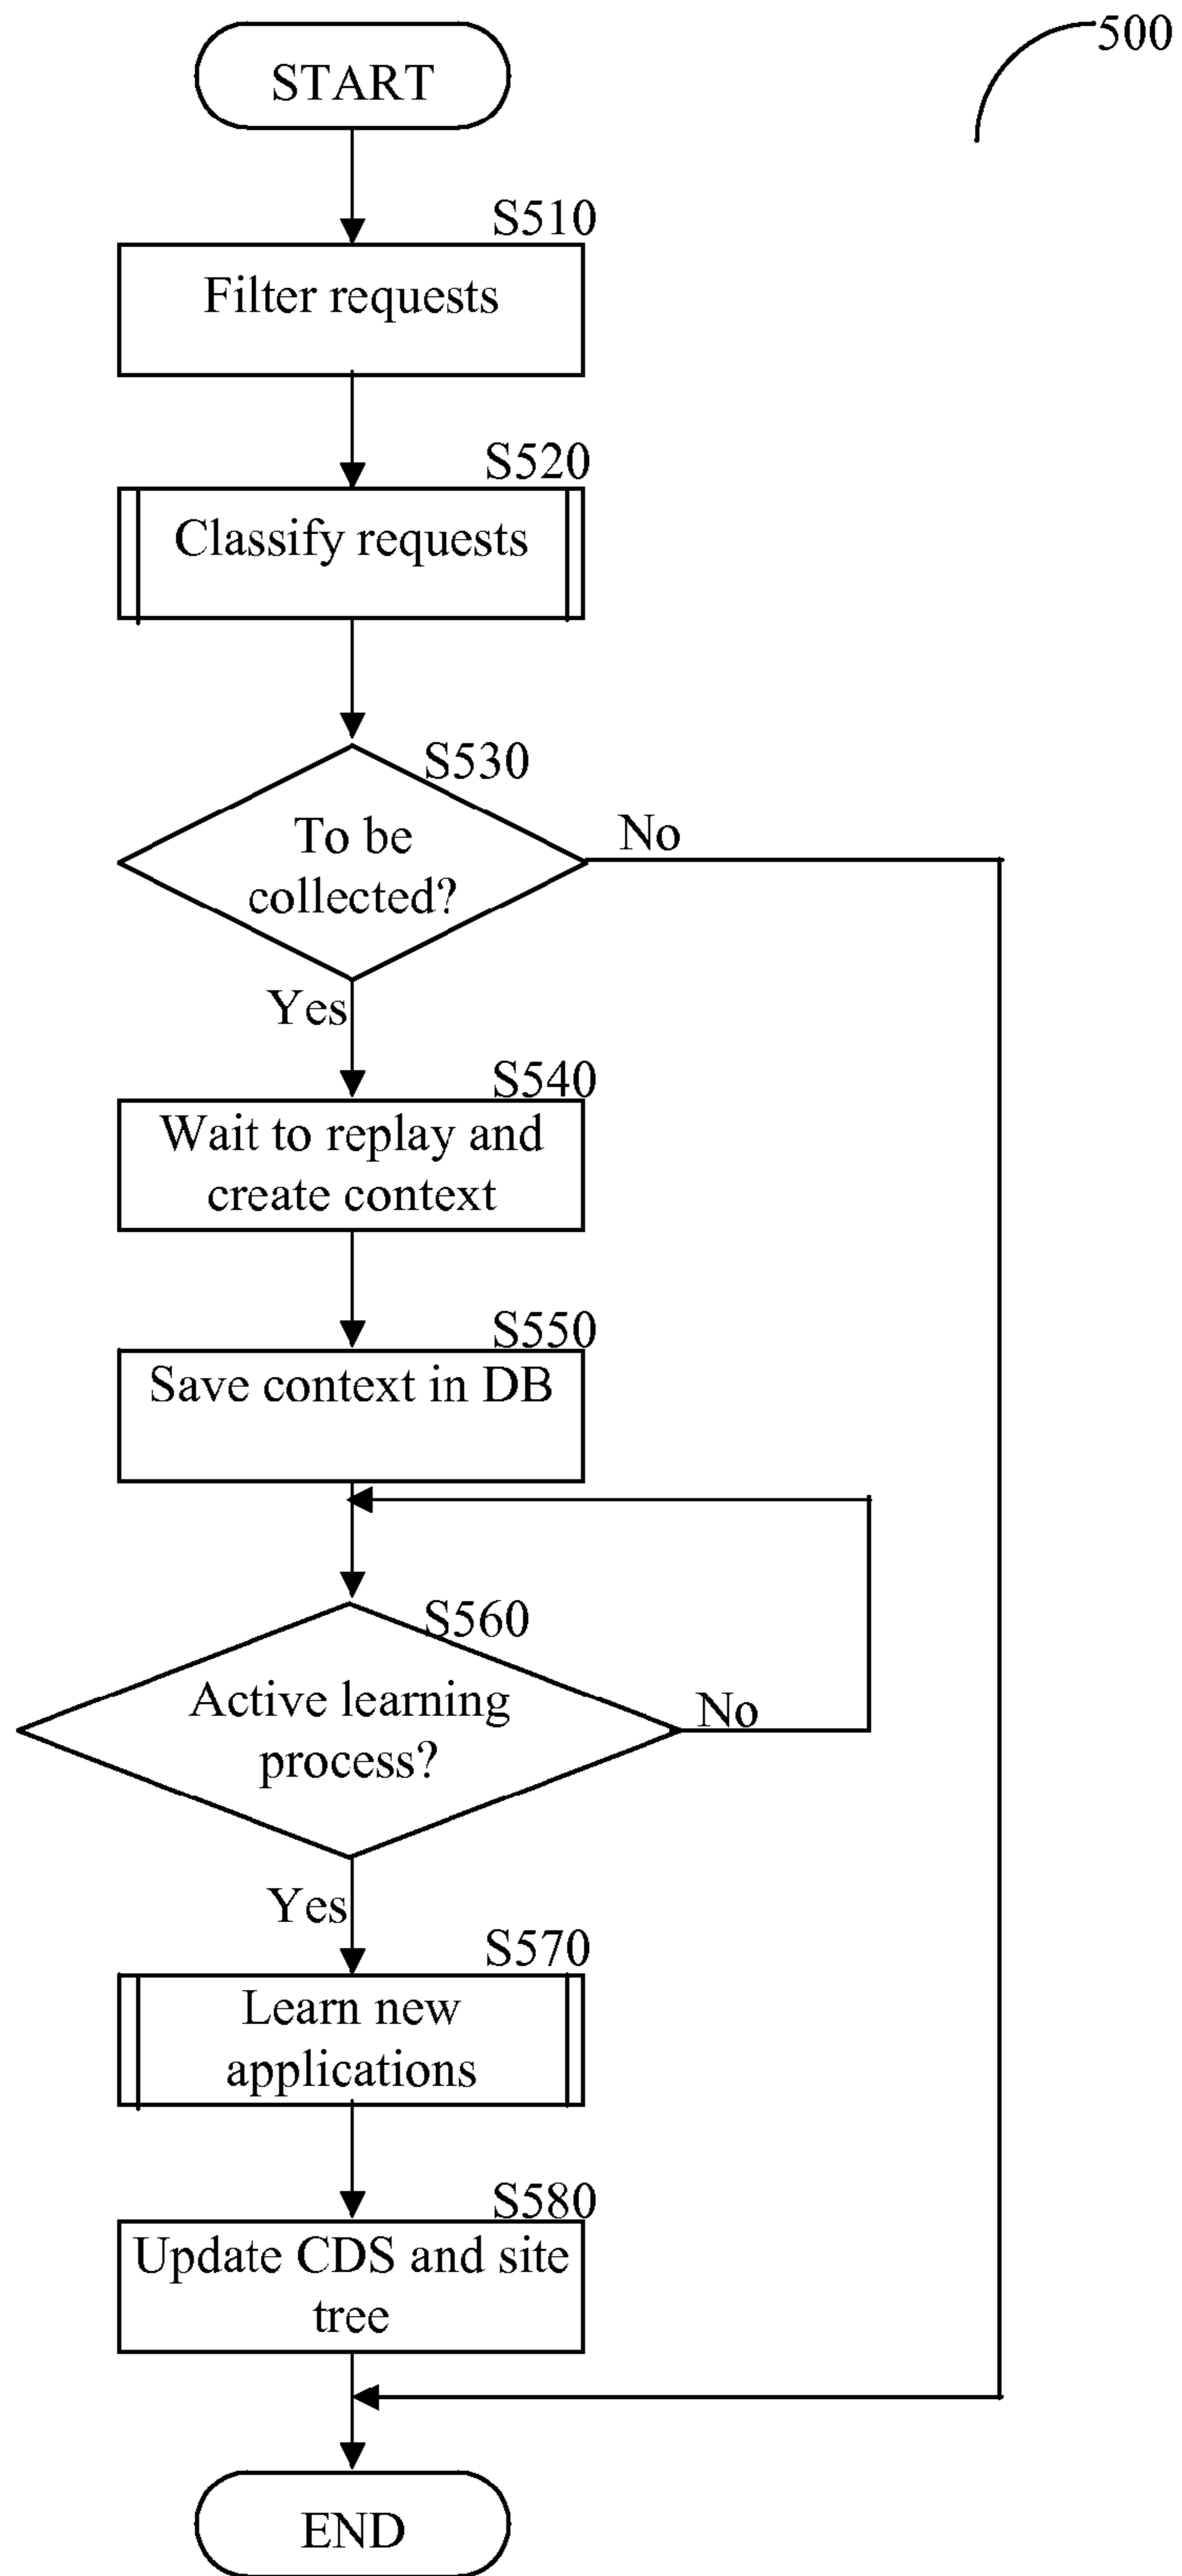 START
500
S510
Filter requests
S520
Classify requests
S530
To be
collected?
No
Yes
S540
Wait to replay and
create context
S550
Save context in DB
S560
Active learning
process?
No
Yes
S570
Learn new
applications
S580
Update CDS and site
tree
END